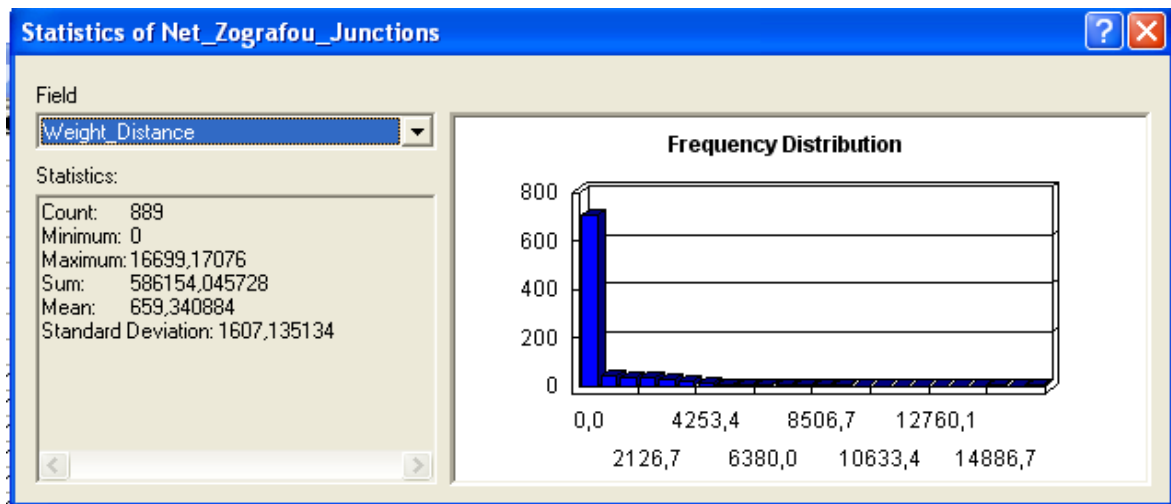 Statistics of Net_Zografou_Junctions
Field
Weight_Distance
Statistics:
Count: 889
Minimum: 0
Maximum: 16699,17076
Sum: 586154,045728
Mean: 659,340884
Standard Deviation: 1607,135134
Frequency Distribution
800
600
400
200
0
0,0 4253,4 8506,7 12760,1
2126,7 6380,0 10633,4 14886,7